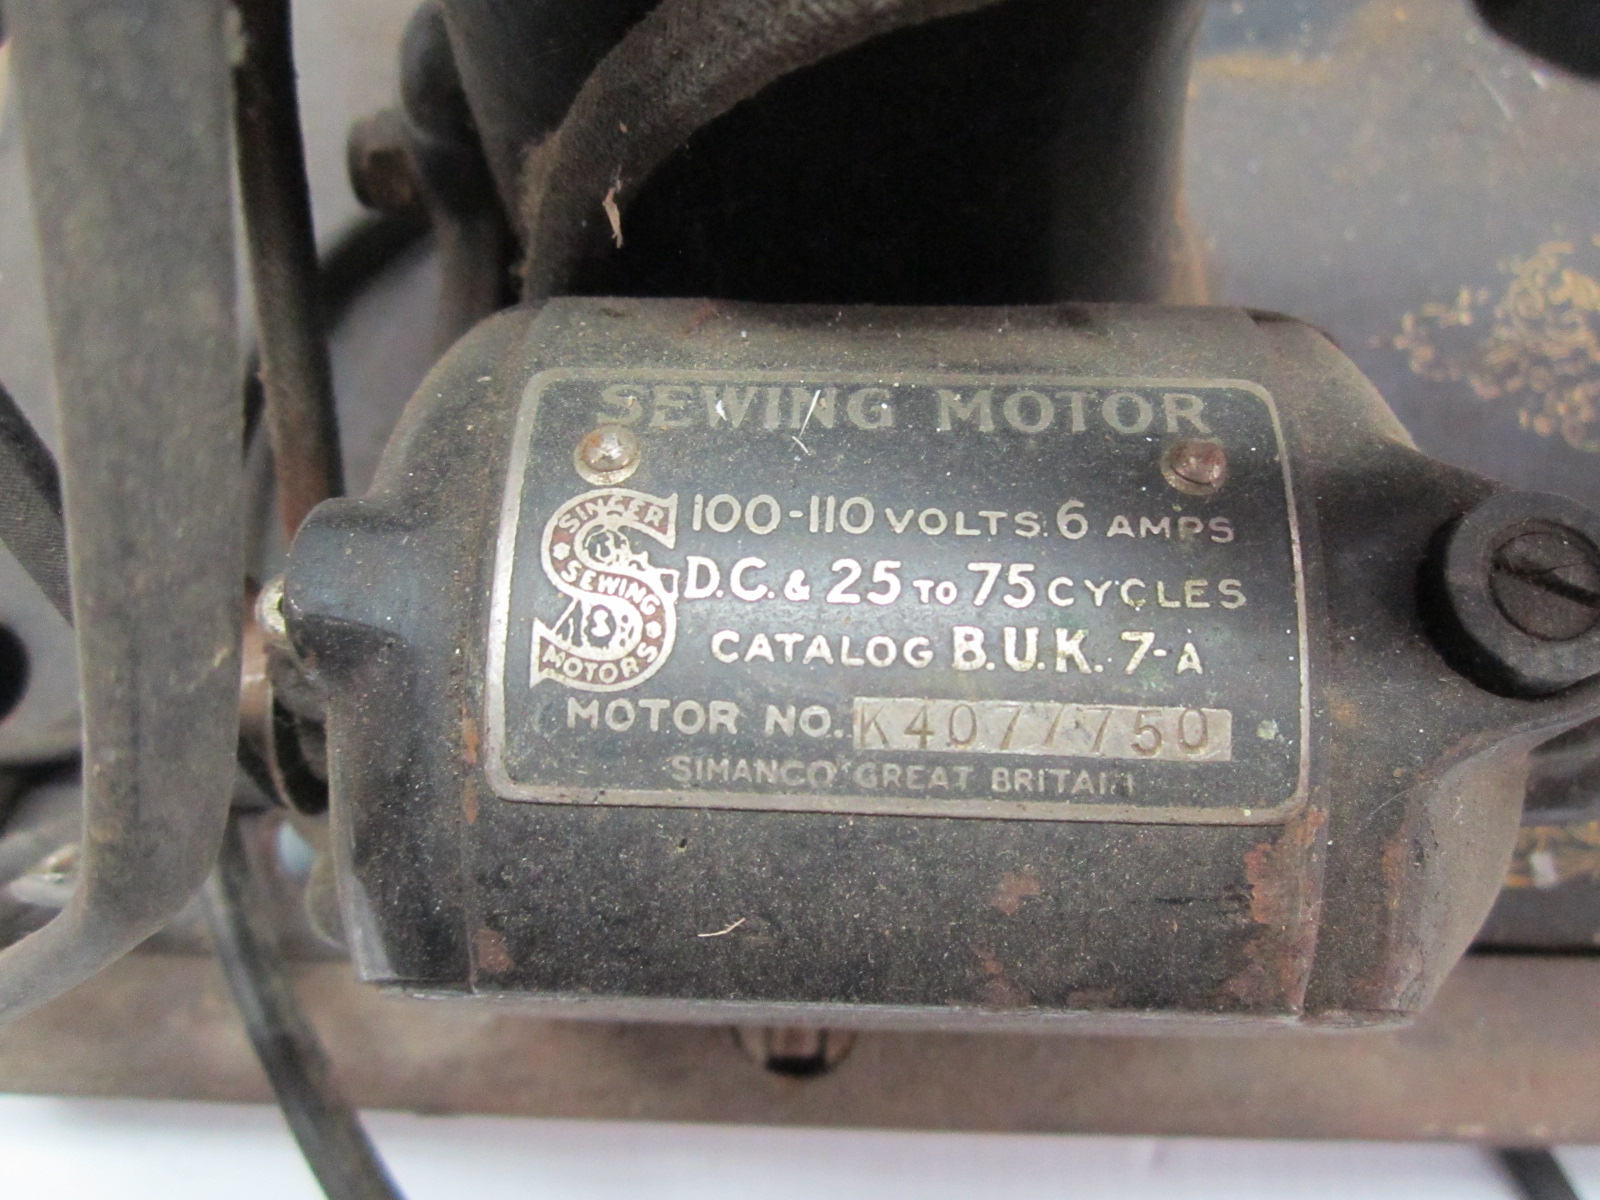 SEWING MOTOR
SINGER
SEWING
MOTORS
100-110 VOLTS. 6 AMPS
D.C. & 25 TO 75 CYCLES
CATALOG B.U.K. 7-A
MOTOR NO. K4077750
SIMANCO GREAT BRITAIN